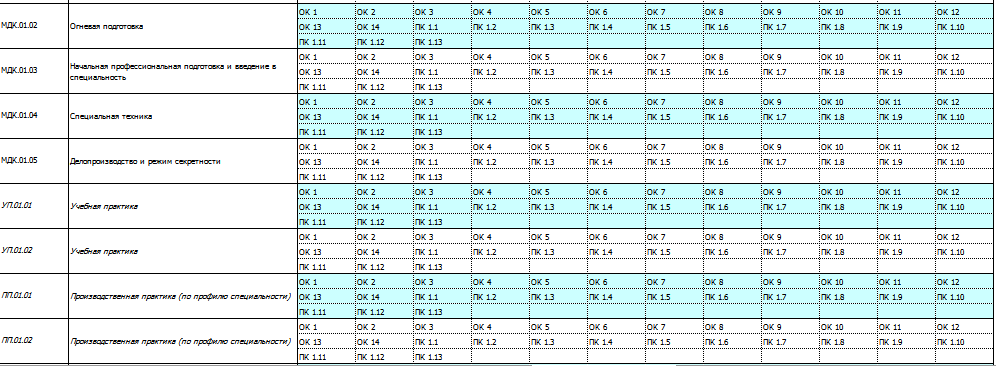 ОК 1 ОК 2 ОК 3 ОК 4 ОК 5 ОК 6 ОК 7 ОК 8 ОК 9 ОК 10 ОК 11 ОК 12
МДК.01.02 Огневая подготовка ОК 13 ОК 14 ПК 1.1 ПК 1.2 ПК 1.3 ПК 1.4 ПК 1.5 ПК 1.6 ПК 1.7 ПК 1.8 ПК 1.9 ПК 1.10
ПК 1.11 ПК 1.12 ПК 1.13
ОК 1 ОК 2 ОК 3 ОК 4 ОК 5 ОК 6 ОК 7 ОК 8 ОК 9 ОК 10 ОК 11 ОК 12
МДК.01.03 Начальная профессиональная подготовка и введение в
специальность ОК 13 ОК 14 ПК 1.1 ПК 1.2 ПК 1.3 ПК 1.4 ПК 1.5 ПК 1.6 ПК 1.7 ПК 1.8 ПК 1.9 ПК 1.10
ПК 1.11 ПК 1.12 ПК 1.13
ОК 1 ОК 2 ОК 3 ОК 4 ОК 5 ОК 6 ОК 7 ОК 8 ОК 9 ОК 10 ОК 11 ОК 12
МДК.01.04 Специальная техника ОК 13 ОК 14 ПК 1.1 ПК 1.2 ПК 1.3 ПК 1.4 ПК 1.5 ПК 1.6 ПК 1.7 ПК 1.8 ПК 1.9 ПК 1.10
ПК 1.11 ПК 1.12 ПК 1.13
ОК 1 ОК 2 ОК 3 ОК 4 ОК 5 ОК 6 ОК 7 ОК 8 ОК 9 ОК 10 ОК 11 ОК 12
МДК.01.05 Делопроизводство и режим секретности ОК 13 ОК 14 ПК 1.1 ПК 1.2 ПК 1.3 ПК 1.4 ПК 1.5 ПК 1.6 ПК 1.7 ПК 1.8 ПК 1.9 ПК 1.10
ПК 1.11 ПК 1.12 ПК 1.13
ОК 1 ОК 2 ОК 3 ОК 4 ОК 5 ОК 6 ОК 7 ОК 8 ОК 9 ОК 10 ОК 11 ОК 12
УП.01.01 Учебная практика ОК 13 ОК 14 ПК 1.1 ПК 1.2 ПК 1.3 ПК 1.4 ПК 1.5 ПК 1.6 ПК 1.7 ПК 1.8 ПК 1.9 ПК 1.10
ПК 1.11 ПК 1.12 ПК 1.13
ОК 1 ОК 2 ОК 3 ОК 4 ОК 5 ОК 6 ОК 7 ОК 8 ОК 9 ОК 10 ОК 11 ОК 12
УП.01.02 Учебная практика ОК 13 ОК 14 ПК 1.1 ПК 1.2 ПК 1.3 ПК 1.4 ПК 1.5 ПК 1.6 ПК 1.7 ПК 1.8 ПК 1.9 ПК 1.10
ПК 1.11 ПК 1.12 ПК 1.13
ОК 1 ОК 2 ОК 3 ОК 4 ОК 5 ОК 6 ОК 7 ОК 8 ОК 9 ОК 10 ОК 11 ОК 12
ПП.01.01 Производственная практика (по профилю специальности) ОК 13 ОК 14 ПК 1.1 ПК 1.2 ПК 1.3 ПК 1.4 ПК 1.5 ПК 1.6 ПК 1.7 ПК 1.8 ПК 1.9 ПК 1.10
ПК 1.11 ПК 1.12 ПК 1.13
ОК 1 ОК 2 ОК 3 ОК 4 ОК 5 ОК 6 ОК 7 ОК 8 ОК 9 ОК 10 ОК 11 ОК 12
ПП.01.02 Производственная практика (по профилю специальности) ОК 13 ОК 14 ПК 1.1 ПК 1.2 ПК 1.3 ПК 1.4 ПК 1.5 ПК 1.6 ПК 1.7 ПК 1.8 ПК 1.9 ПК 1.10
ПК 1.11 ПК 1.12 ПК 1.13